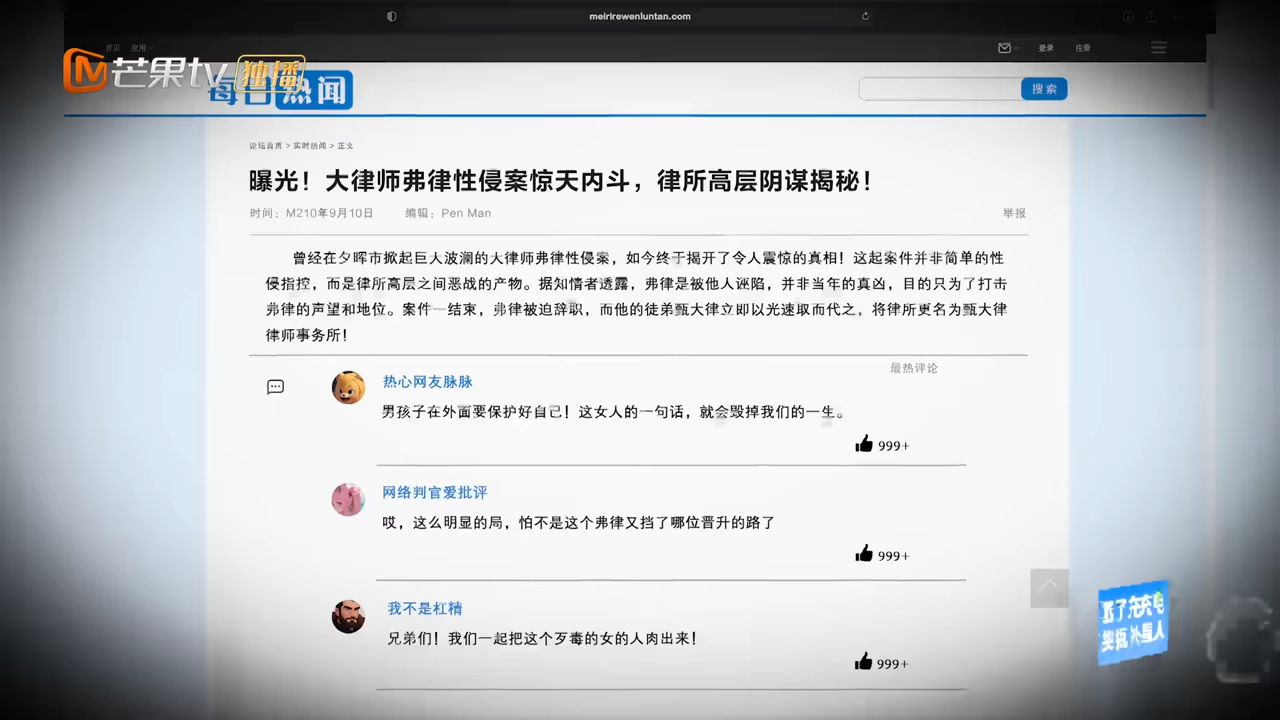 meirirewenluntan.com
首页 应用
登录 注册
芒果tv 独播
每日热闻
搜索
论坛首页 > 实时热闻 > 正文
曝光！大律师弗律性侵案惊天内斗，律所高层阴谋揭秘！
时间：M210年9月10日 编辑：Pen Man 举报
曾经在夕晖市掀起巨大波澜的大律师弗律性侵案，如今终于揭开了令人震惊的真相！这起案件并非简单的性
侵指控，而是律所高层之间恶战的产物。据知情者透露，弗律是被他人诬陷，并非当年的真凶，目的只为了打击
弗律的声望和地位。案件一结束，弗律被迫辞职，而他的徒弟甄大律立即以光速取而代之，将律所更名为甄大律
律师事务所！
最热评论
热心网友脉脉
男孩子在外面要保护好自己！这女人的一句话，就会毁掉我们的一生。
999+
网络判官爱批评
哎，这么明显的局，怕不是这个弗律又挡了哪位晋升的路了
999+
我不是杠精
兄弟们！我们一起把这个歹毒的女的人肉出来！
999+